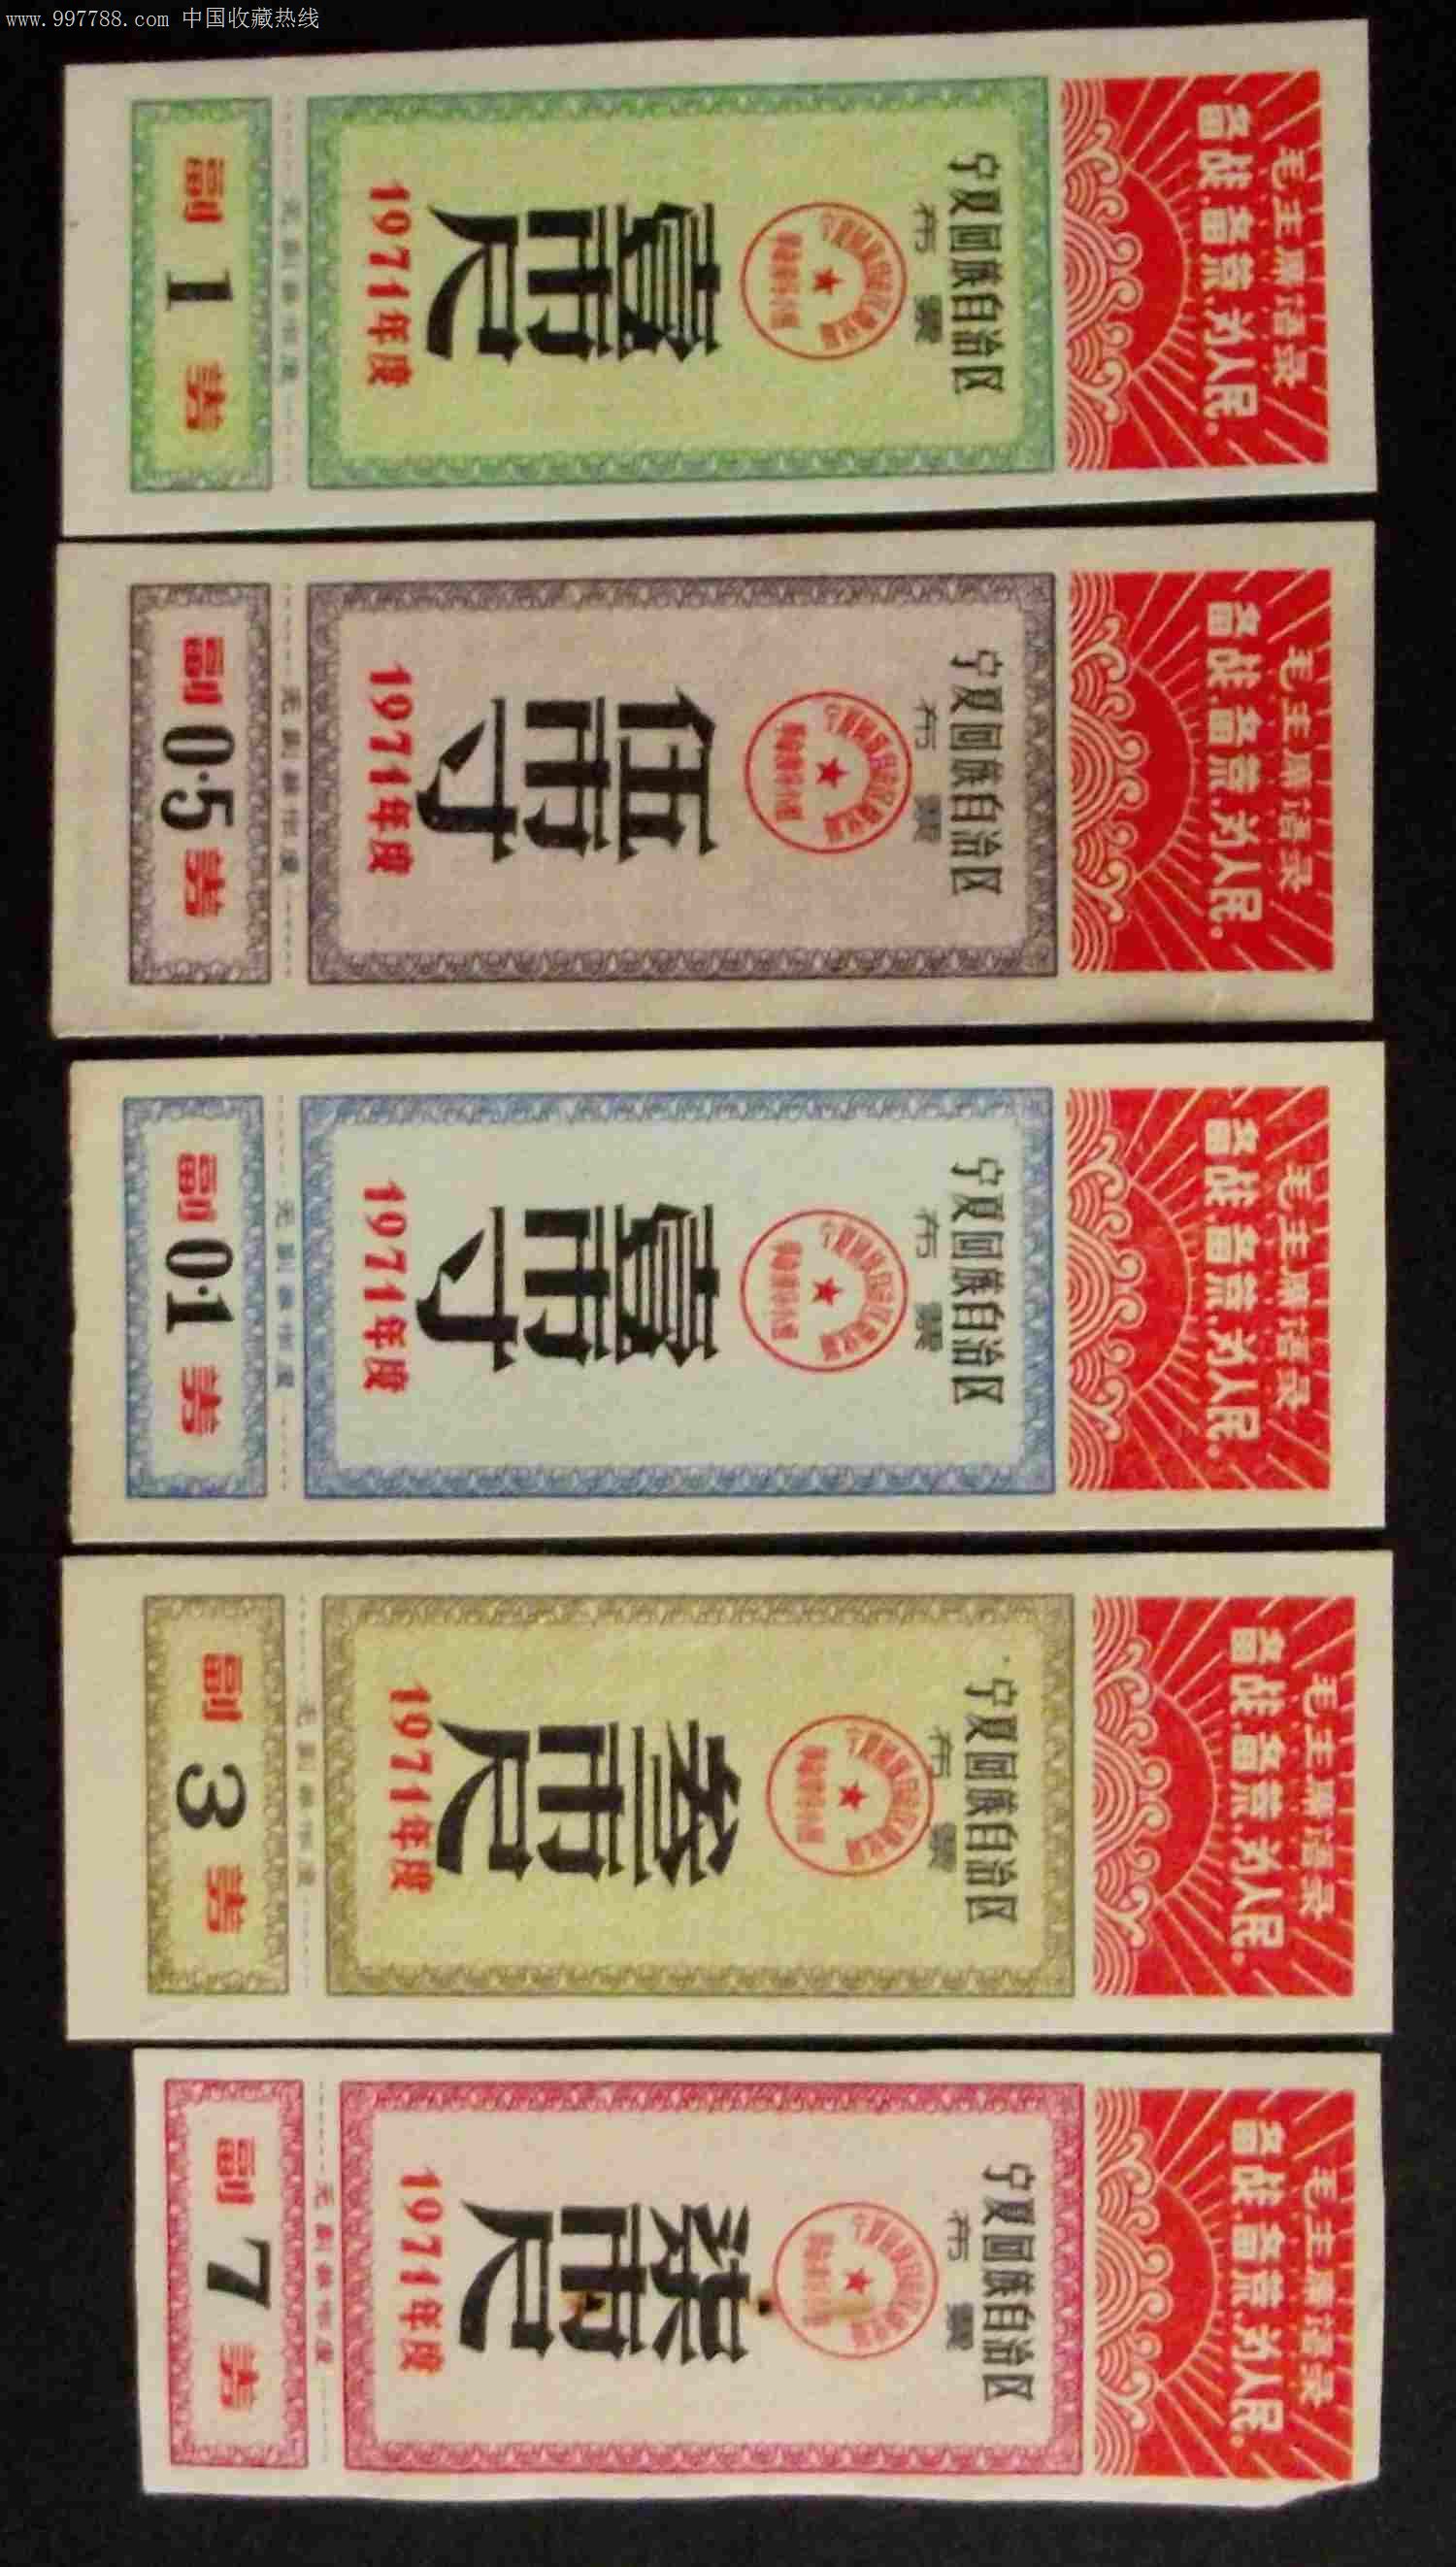 www.997788.com 中国收藏热线
毛主席语录
备战、备荒、为人民。
宁夏回族自治区
布票
壹市尺
1971年度
无副券作废
副 1 券
毛主席语录
备战、备荒、为人民。
宁夏回族自治区
布票
伍市寸
1971年度
无副券作废
副 0.5 券
毛主席语录
备战、备荒、为人民。
宁夏回族自治区
布票
壹市寸
1971年度
无副券作废
副 0.1 券
毛主席语录
备战、备荒、为人民。
宁夏回族自治区
布票
叁市尺
1971年度
无副券作废
副 3 券
毛主席语录
备战、备荒、为人民。
宁夏回族自治区
布票
柒市尺
1971年度
无副券作废
副 7 券